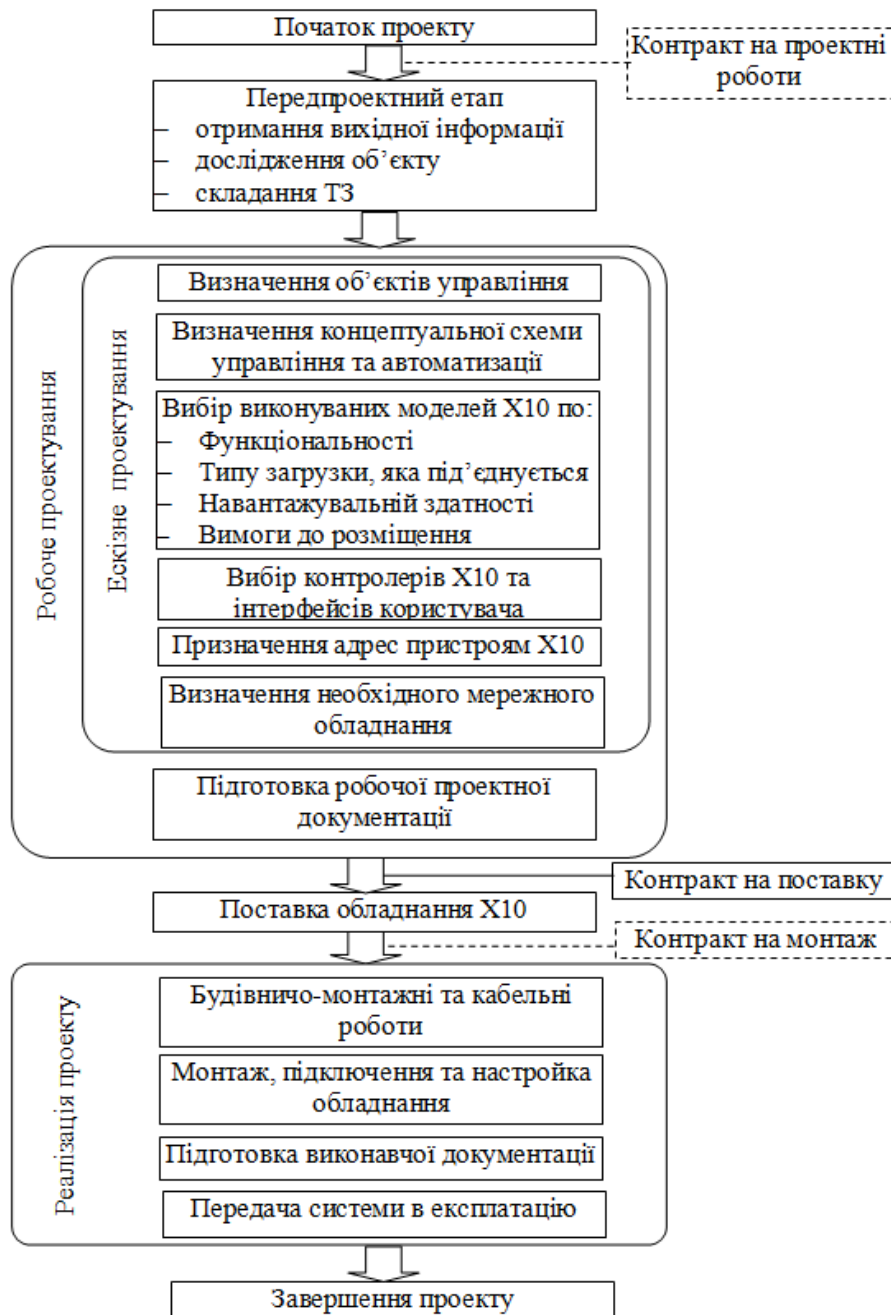 Початок проекту
Контракт на проектні
роботи
Передпроектний етап
– отримання вихідної інформації
– дослідження об’єкту
– складання ТЗ
Робоче проектування
Ескізне проектування
Визначення об’єктів управління
Визначення концептуальної схеми
управління та автоматизації
Вибір виконуваних моделей X10 по:
– Функціональності
– Типу загрузки, яка під’єднується
– Навантажувальній здатності
– Вимоги до розміщення
Вибір контролерів X10 та
інтерфейсів користувача
Призначення адрес пристроям X10
Визначення необхідного мережного
обладнання
Підготовка робочої проектної
документації
Контракт на поставку
Поставка обладнання X10
Контракт на монтаж
Реалізація проекту
Будівничо-монтажні та кабельні
роботи
Монтаж, підключення та настройка
обладнання
Підготовка виконавчої документації
Передача системи в експлатацію
Завершення проекту